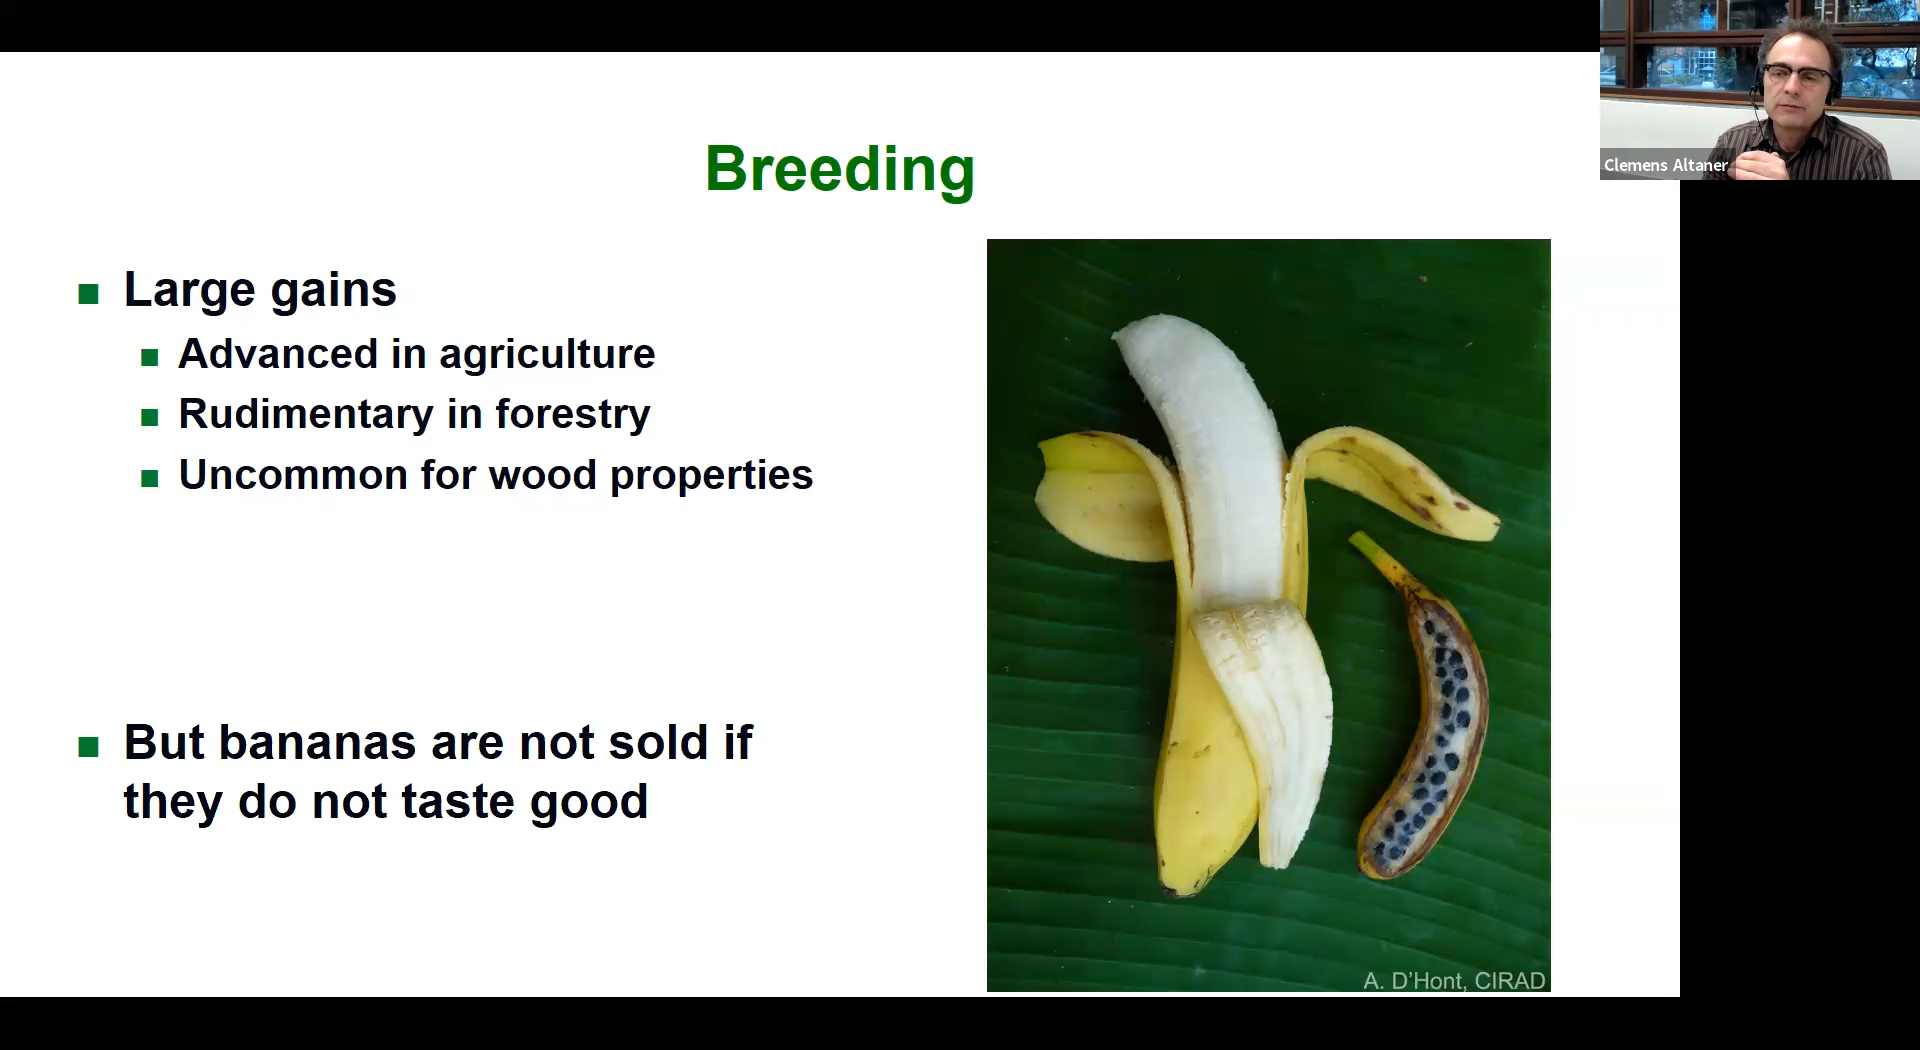 Clemens Altaner
Breeding
Large gains
Advanced in agriculture
Rudimentary in forestry
Uncommon for wood properties
But bananas are not sold if
they do not taste good
A. D'Hont, CIRAD